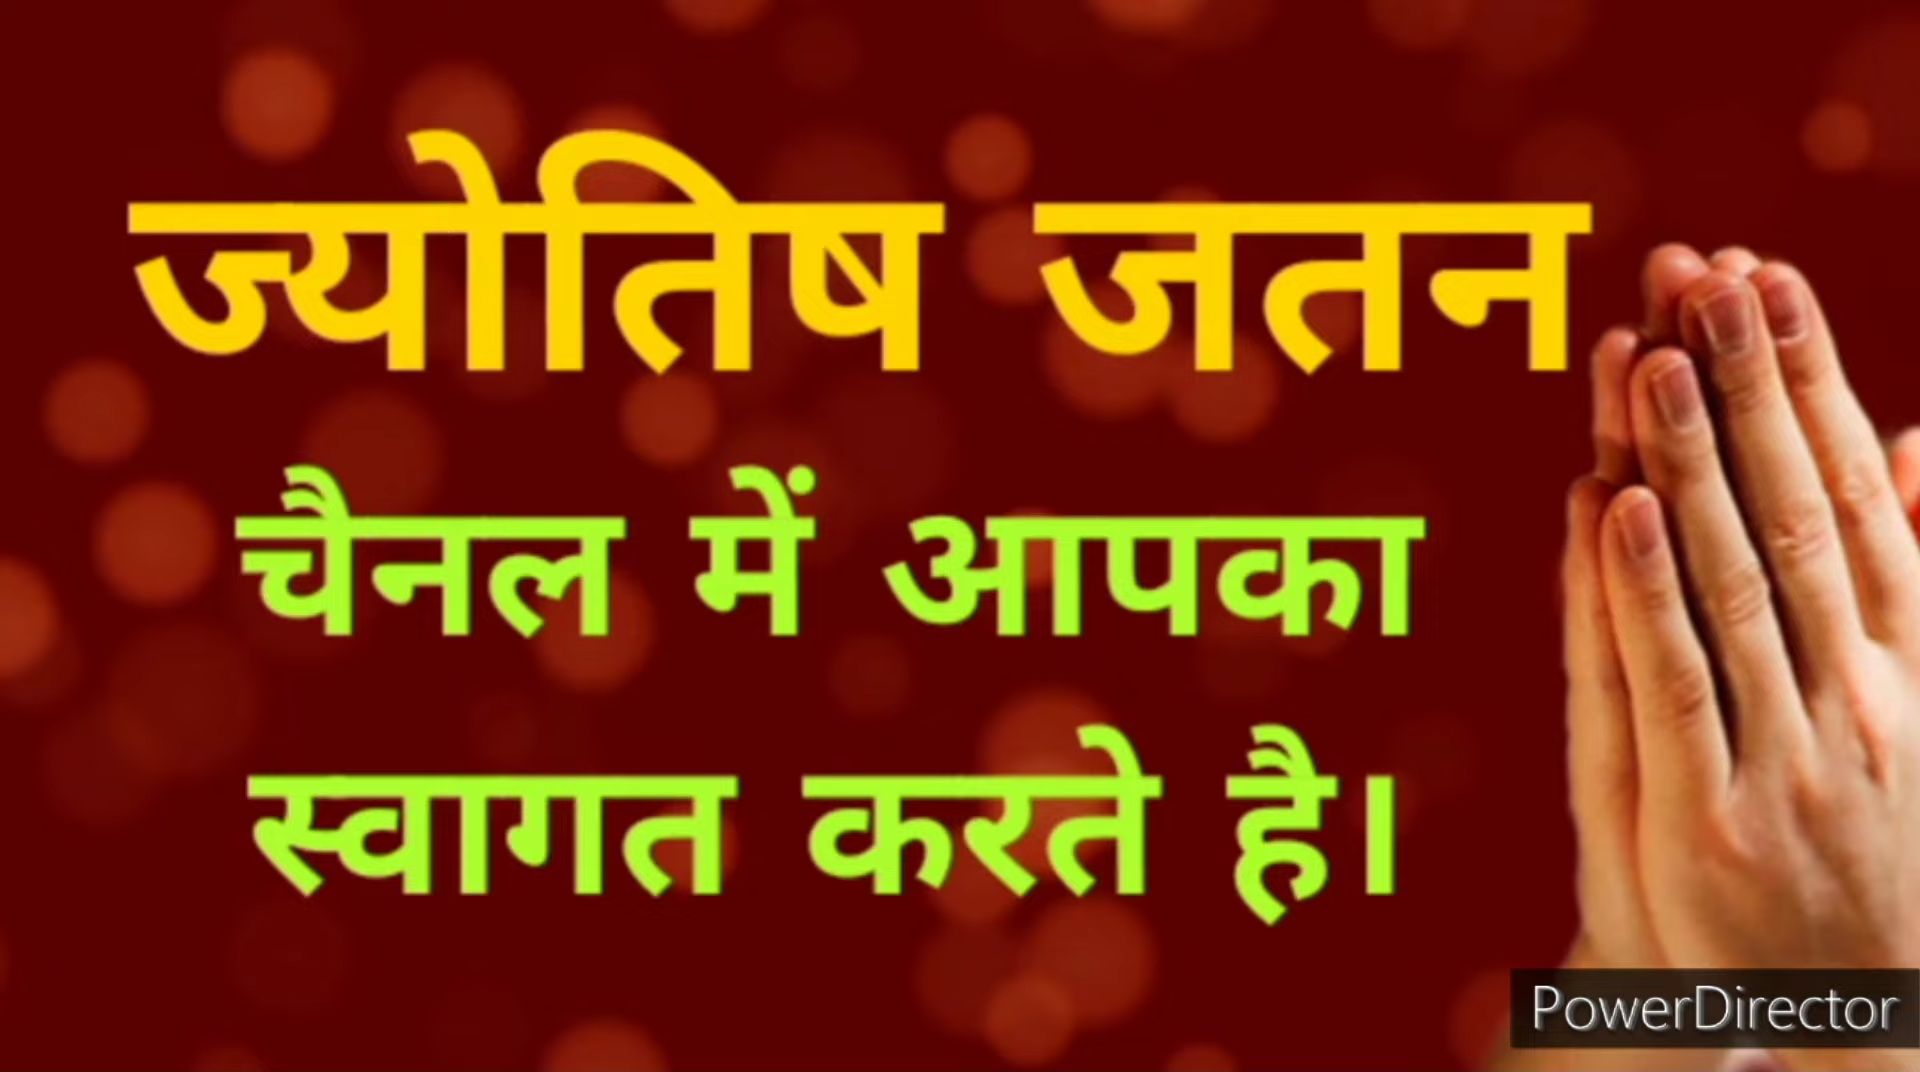 ज्योतिष जतन
चैनल में आपका
स्वागत करते है।
PowerDirector